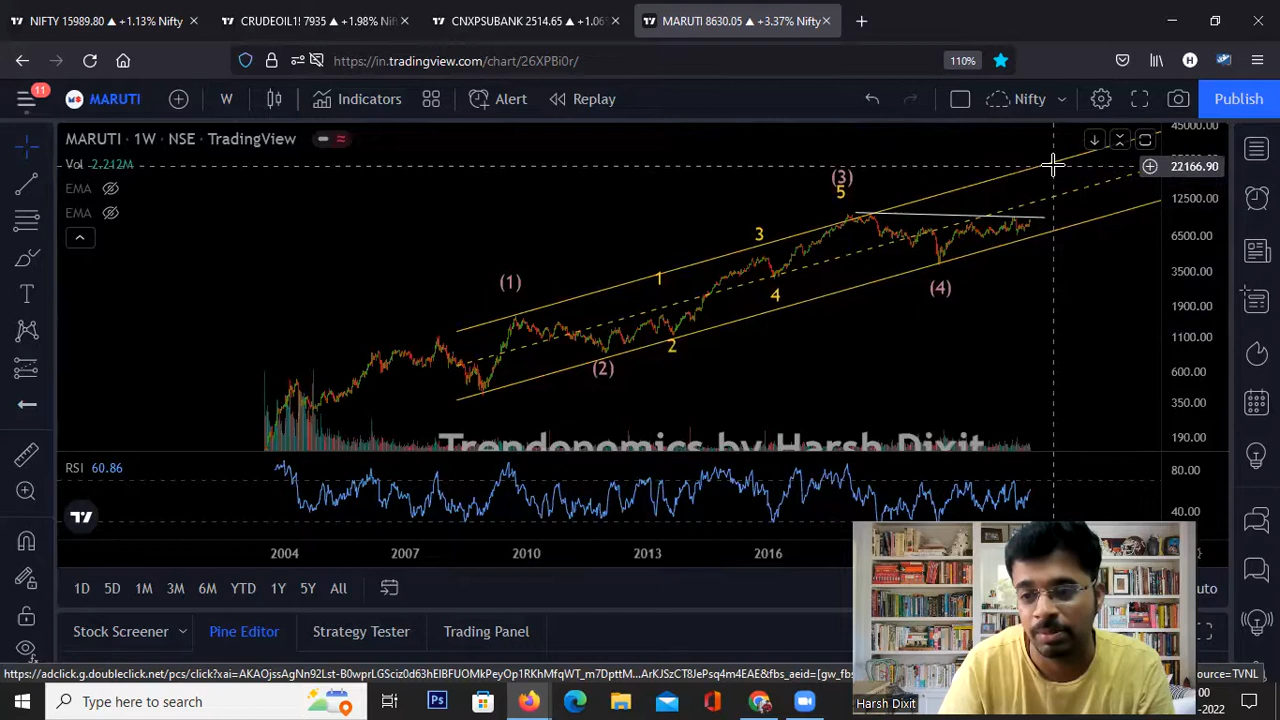 NIFTY 15989.80 ▲ +1.13% Nifty
CRUDEOIL1! 7935 ▲ +1.98% Nifty
CNXPSUBANK 2514.65 ▲ +1.06
MARUTI 8630.05 ▲ +3.37% Nifty
https://in.tradingview.com/chart/26XPBi0r/
110%
H
11
MARUTI
W
Indicators
Alert
Replay
Nifty
Publish
MARUTI · 1W · NSE · TradingView
Vol 2.212M
EMA
EMA
45000.00
22166.90
12500.00
6500.00
3500.00
1900.00
1100.00
600.00
350.00
190.00
(3)
5
3
(1)
1
4
(4)
2
(2)
Trendonomics by Harsh Dixit
RSI 60.86
80.00
40.00
2004
2007
2010
2013
2016
1D 5D 1M 3M 6M YTD 1Y 5Y All
Auto
Stock Screener
Pine Editor
Strategy Tester
Trading Panel
Type here to search
Harsh Dixit